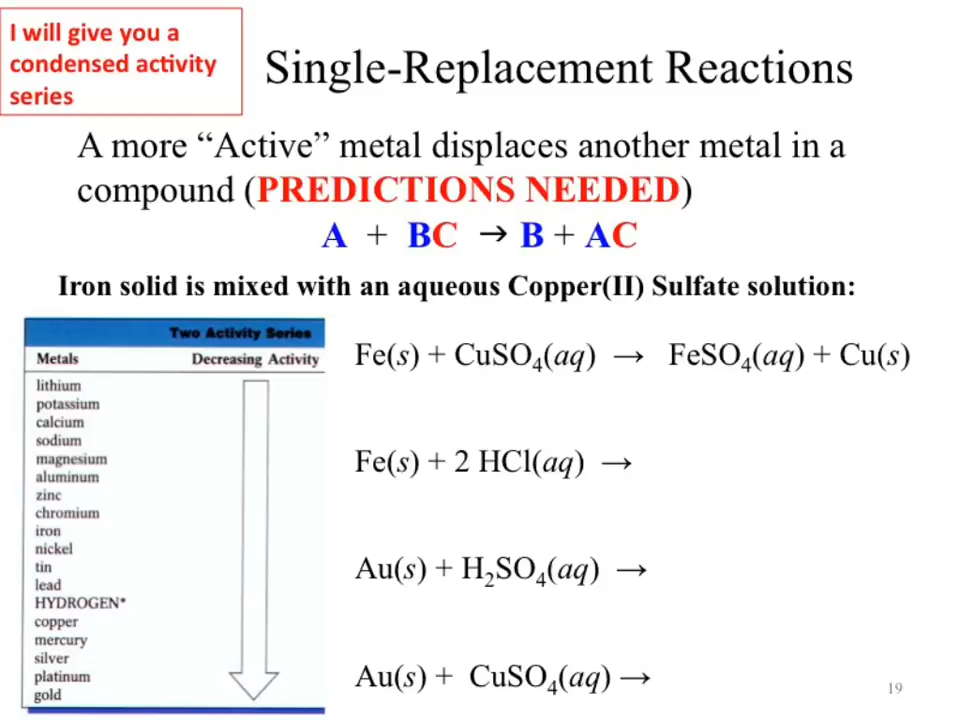 I will give you a
condensed activity
series
Single-Replacement Reactions
A more “Active” metal displaces another metal in a
compound (PREDICTIONS NEEDED)
A + BC → B + AC
Iron solid is mixed with an aqueous Copper(II) Sulfate solution:
Two Activity Series
Metals Decreasing Activity
lithium
potassium
calcium
sodium
magnesium
aluminum
zinc
chromium
iron
nickel
tin
lead
HYDROGEN*
copper
mercury
silver
platinum
gold
Fe(s) + CuSO₄(aq) → FeSO₄(aq) + Cu(s)
Fe(s) + 2 HCl(aq) →
Au(s) + H₂SO₄(aq) →
Au(s) + CuSO₄(aq) →
19